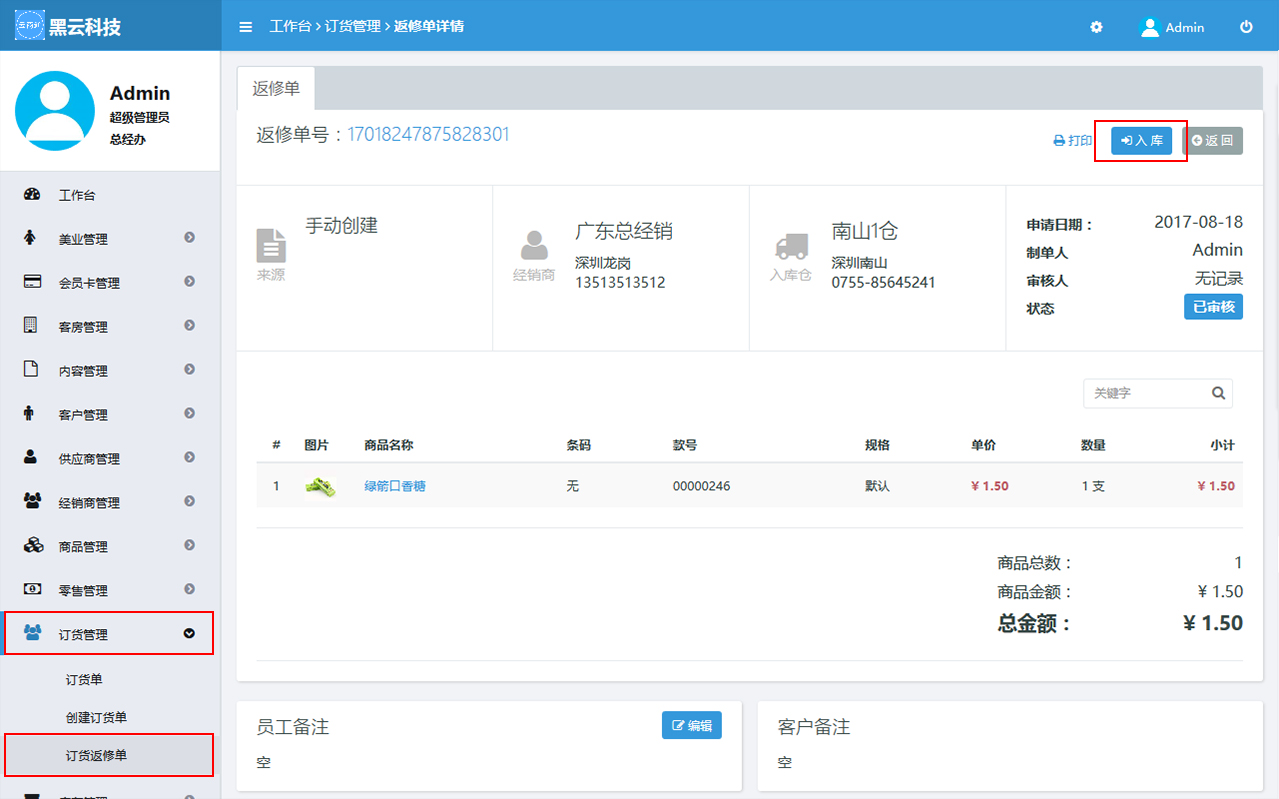 黑云科技
工作台 › 订货管理 › 返修单详情
Admin
Admin
超级管理员
总经办
工作台
美业管理
会员卡管理
客房管理
内容管理
客户管理
供应商管理
经销商管理
商品管理
零售管理
订货管理
订货单
创建订货单
订货返修单
返修单
返修单号：17018247875828301
打印
入库
返回
手动创建
来源
广东总经销
深圳龙岗
13513513512
经销商
南山1仓
深圳南山
0755-85645241
入库仓
申请日期： 2017-08-18
制单人 Admin
审核人 无记录
状态 已审核
关键字
# 图片 商品名称 条码 款号 规格 单价 数量 小计
1 绿箭口香糖 无 00000246 默认 ¥ 1.50 1 支 ¥ 1.50
商品总数： 1
商品金额： ¥ 1.50
总金额： ¥ 1.50
员工备注
编辑
空
客户备注
空